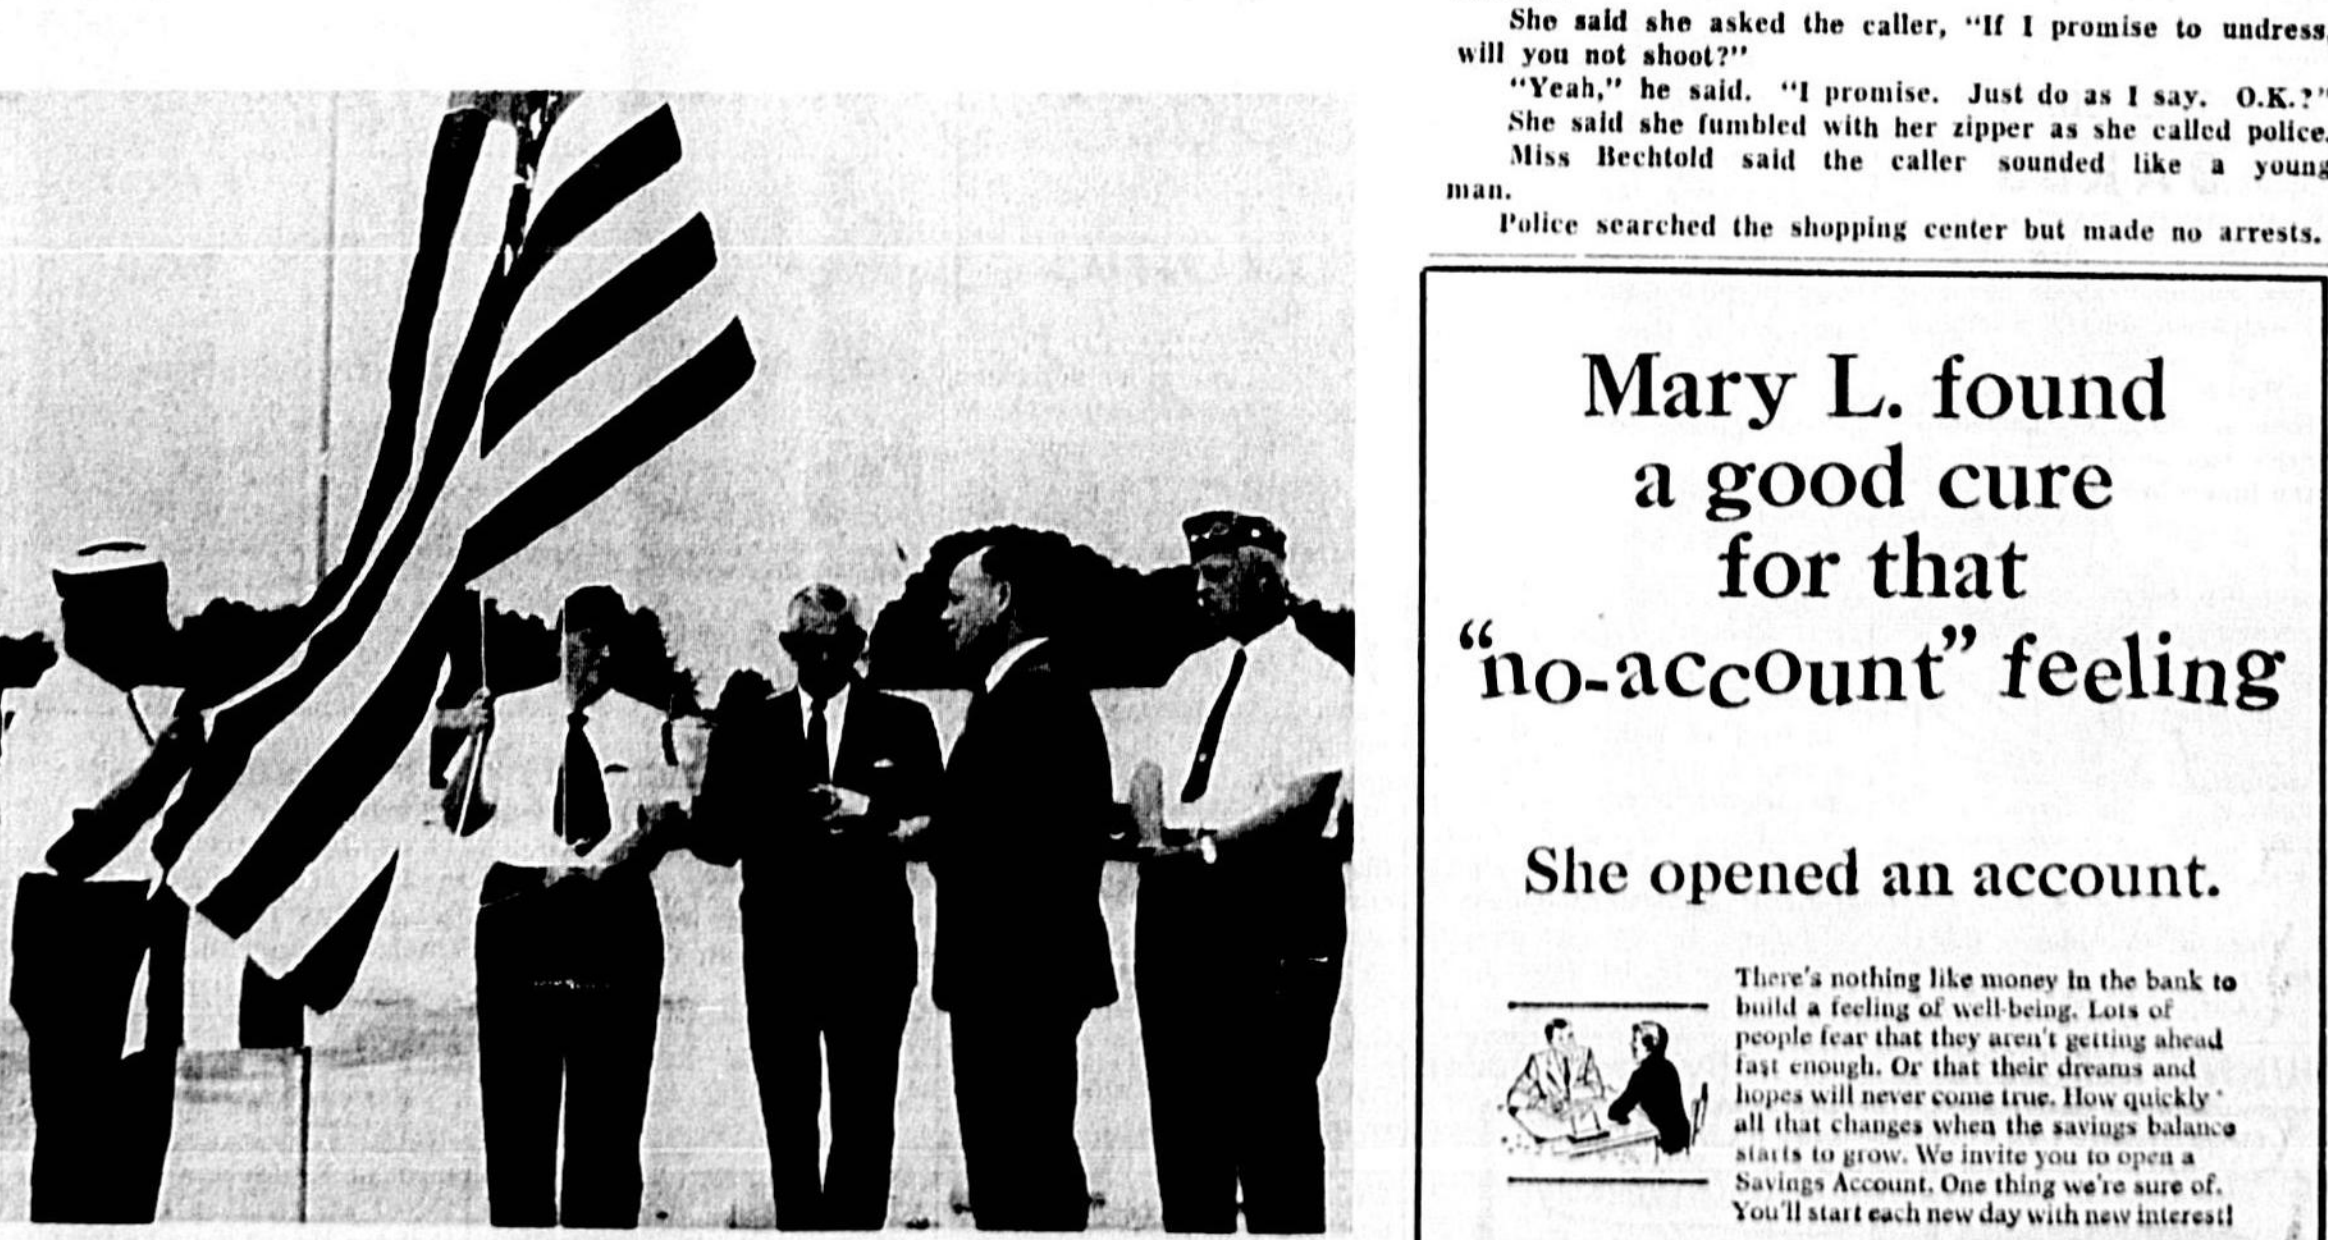 She said she asked the caller, "If I promise to undress,
will you not shoot?"
"Yeah," he said. "I promise. Just do as I say. O.K.?"
She said she fumbled with her zipper as she called police.
Miss Bechtold said the caller sounded like a young
man.
Police searched the shopping center but made no arrests.
Mary L. found
a good cure
for that
"no-account" feeling
She opened an account.
There's nothing like money in the bank to
build a feeling of well-being. Lots of
people fear that they aren't getting ahead
fast enough. Or that their dreams and
hopes will never come true. How quickly
all that changes when the savings balance
starts to grow. We invite you to open a
Savings Account. One thing we're sure of.
You'll start each new day with new interest!